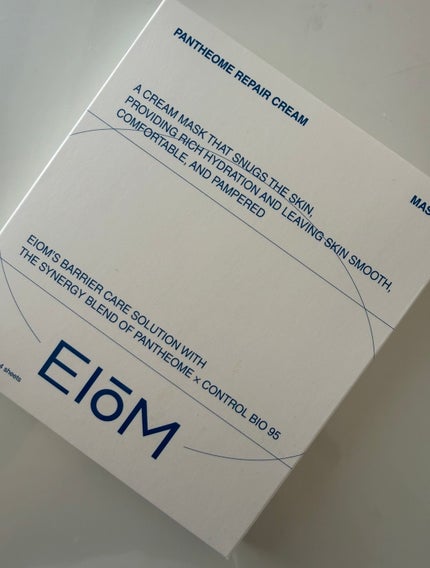 PANTHEOME REPAIR CREAM
MAS
A CREAM MASK THAT SNUGS THE SKIN,
PROVIDING RICH HYDRATION AND LEAVING SKIN SMOOTH,
COMFORTABLE, AND PAMPERED
EIOM'S BARRIER CARE SOLUTION WITH
THE SYNERGY BLEND OF PANTHEOME × CONTROL BIO 95
4 sheets
EIōM